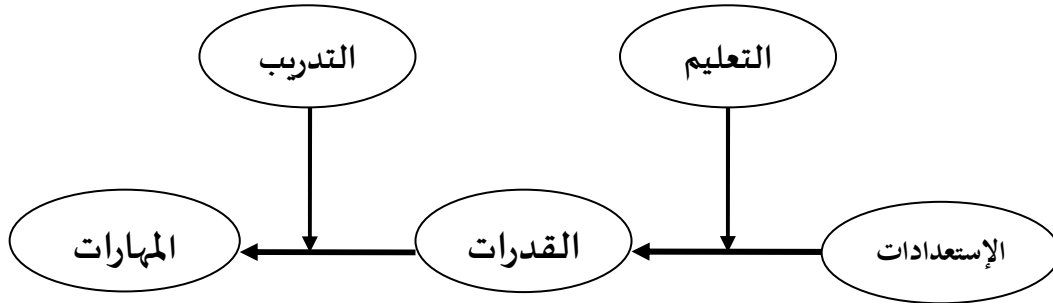 التعليم
التدريب
الإستعدادات
القدرات
المهارات